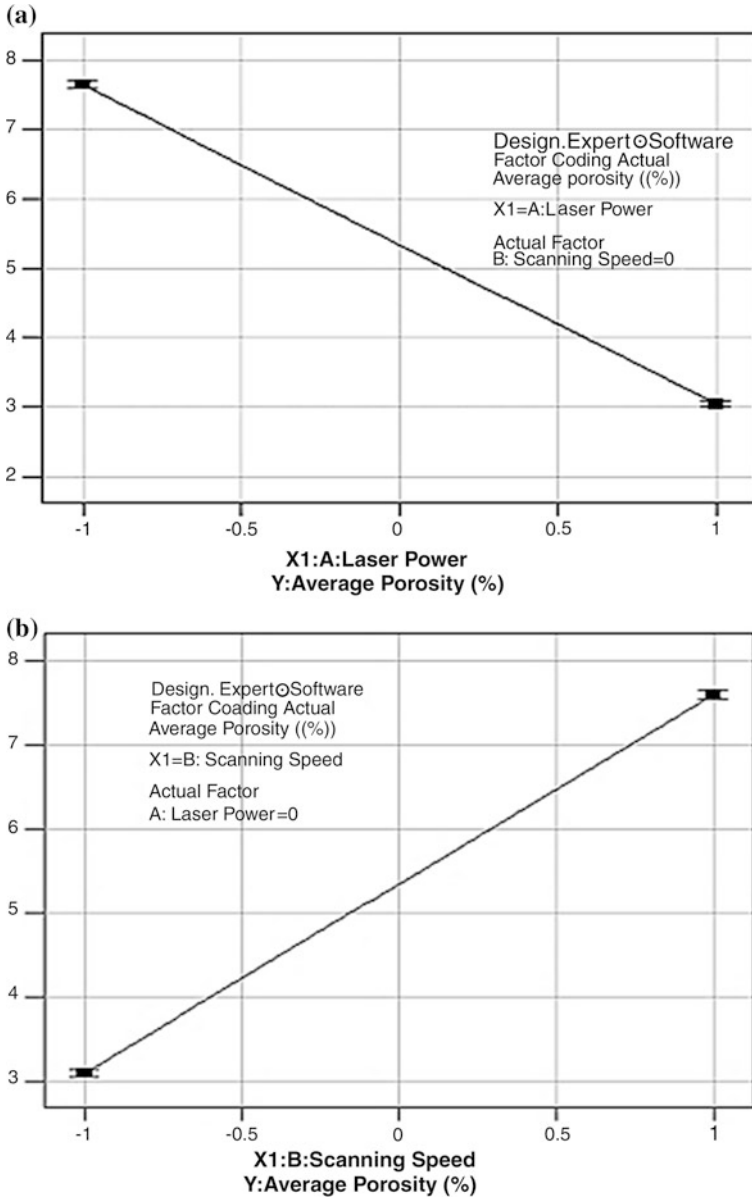 (a)
8
7
6
5
4
3
2
Design.Expert⊙Software
Factor Coding Actual
Average porosity ((%))
X1=A:Laser Power
Actual Factor
B: Scanning Speed=0
-1
-0.5
0
0.5
1
X1:A:Laser Power
Y:Average Porosity (%)
(b)
8
7
6
5
4
3
Design. Expert⊙Software
Factor Coading Actual
Average Porosity ((%))
X1=B: Scanning Speed
Actual Factor
A: Laser Power=0
-1
-0.5
0
0.5
1
X1:B:Scanning Speed
Y:Average Porosity (%)